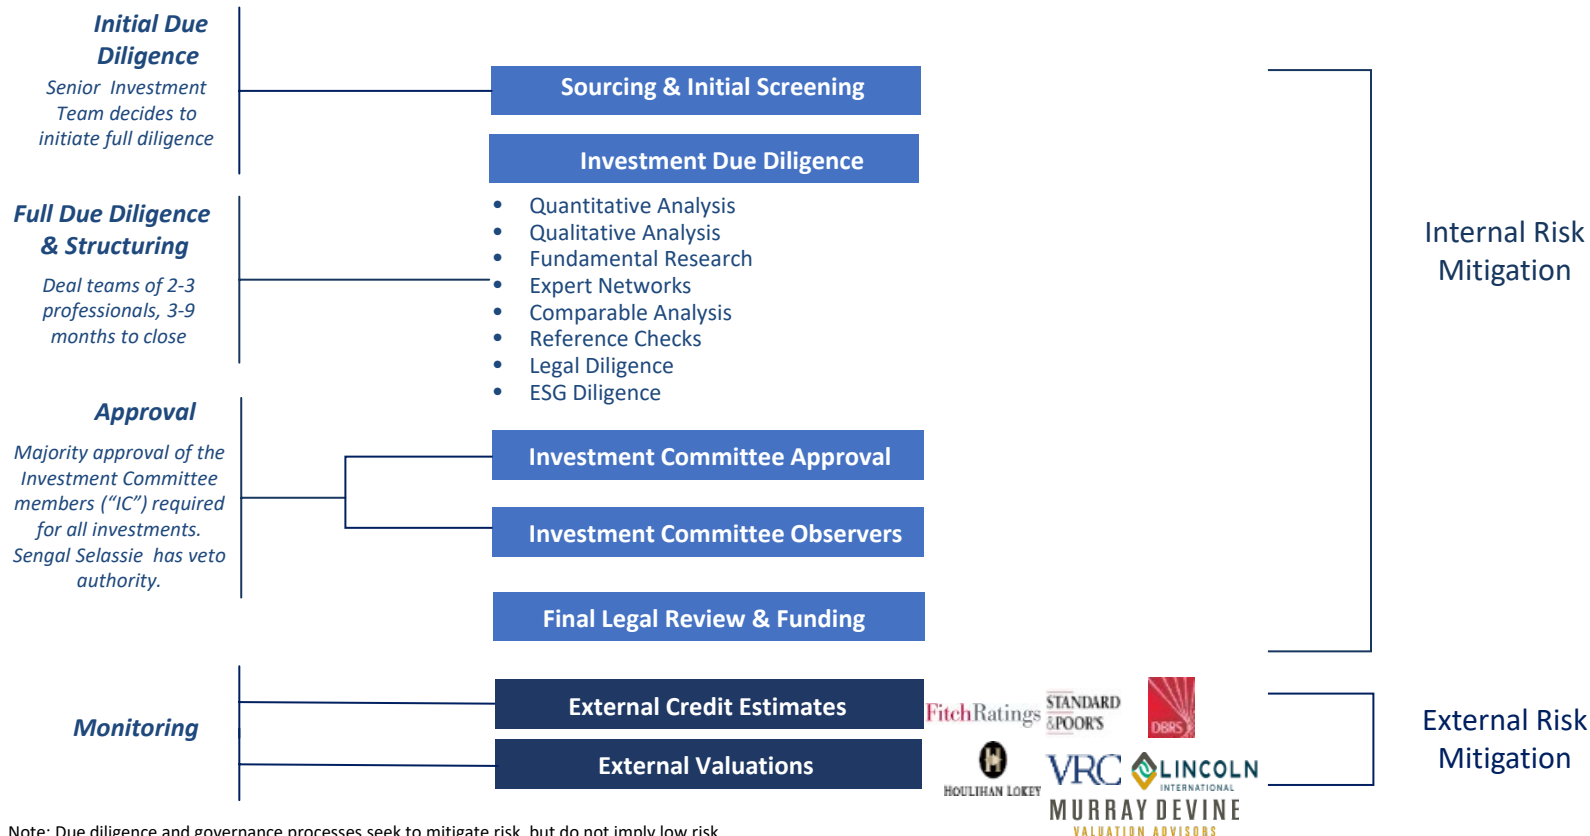 Initial Due
Diligence
Senior Investment
Team decides to
initiate full diligence
Sourcing & Initial Screening
Investment Due Diligence
Full Due Diligence
& Structuring
Deal teams of 2-3
professionals, 3-9
months to close
• Quantitative Analysis
• Qualitative Analysis
• Fundamental Research
• Expert Networks
• Comparable Analysis
• Reference Checks
• Legal Diligence
• ESG Diligence
Internal Risk
Mitigation
Approval
Majority approval of the
Investment Committee
members (“IC”) required
for all investments.
Sengal Selassie has veto
authority.
Investment Committee Approval
Investment Committee Observers
Final Legal Review & Funding
Monitoring
External Credit Estimates
FitchRatings
STANDARD
&POOR'S
DBRS
External Valuations
HOULIHAN LOKEY
VRC
LINCOLN
INTERNATIONAL
MURRAY DEVINE
VALUATION ADVISORS
External Risk
Mitigation
Note: Due diligence and governance processes seek to mitigate risk, but do not imply low risk